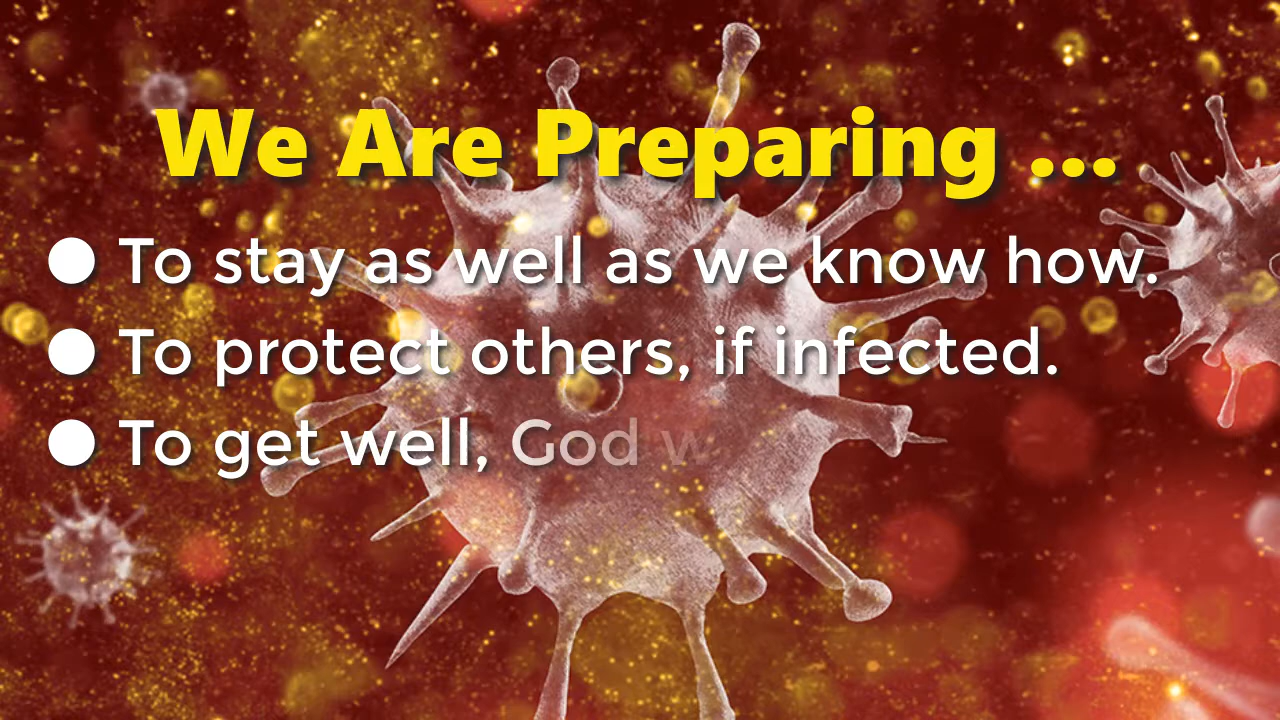 We Are Preparing ...
● To stay as well as we know how.
● To protect others, if infected.
● To get well, God w